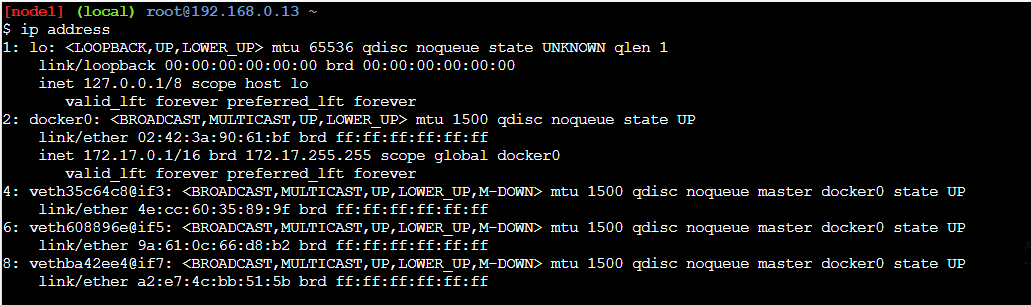 [node1] (local) root@192.168.0.13 ~
$ ip address
1: lo: <LOOPBACK,UP,LOWER_UP> mtu 65536 qdisc noqueue state UNKNOWN qlen 1
    link/loopback 00:00:00:00:00:00 brd 00:00:00:00:00:00
    inet 127.0.0.1/8 scope host lo
       valid_lft forever preferred_lft forever
2: docker0: <BROADCAST,MULTICAST,UP,LOWER_UP> mtu 1500 qdisc noqueue state UP
    link/ether 02:42:3a:90:61:bf brd ff:ff:ff:ff:ff:ff
    inet 172.17.0.1/16 brd 172.17.255.255 scope global docker0
       valid_lft forever preferred_lft forever
4: veth35c64c8@if3: <BROADCAST,MULTICAST,UP,LOWER_UP,M-DOWN> mtu 1500 qdisc noqueue master docker0 state UP
    link/ether 4e:cc:60:35:89:9f brd ff:ff:ff:ff:ff:ff
6: veth608896e@if5: <BROADCAST,MULTICAST,UP,LOWER_UP,M-DOWN> mtu 1500 qdisc noqueue master docker0 state UP
    link/ether 9a:61:0c:66:d8:b2 brd ff:ff:ff:ff:ff:ff
8: vethba42ee4@if7: <BROADCAST,MULTICAST,UP,LOWER_UP,M-DOWN> mtu 1500 qdisc noqueue master docker0 state UP
    link/ether a2:e7:4c:bb:51:5b brd ff:ff:ff:ff:ff:ff